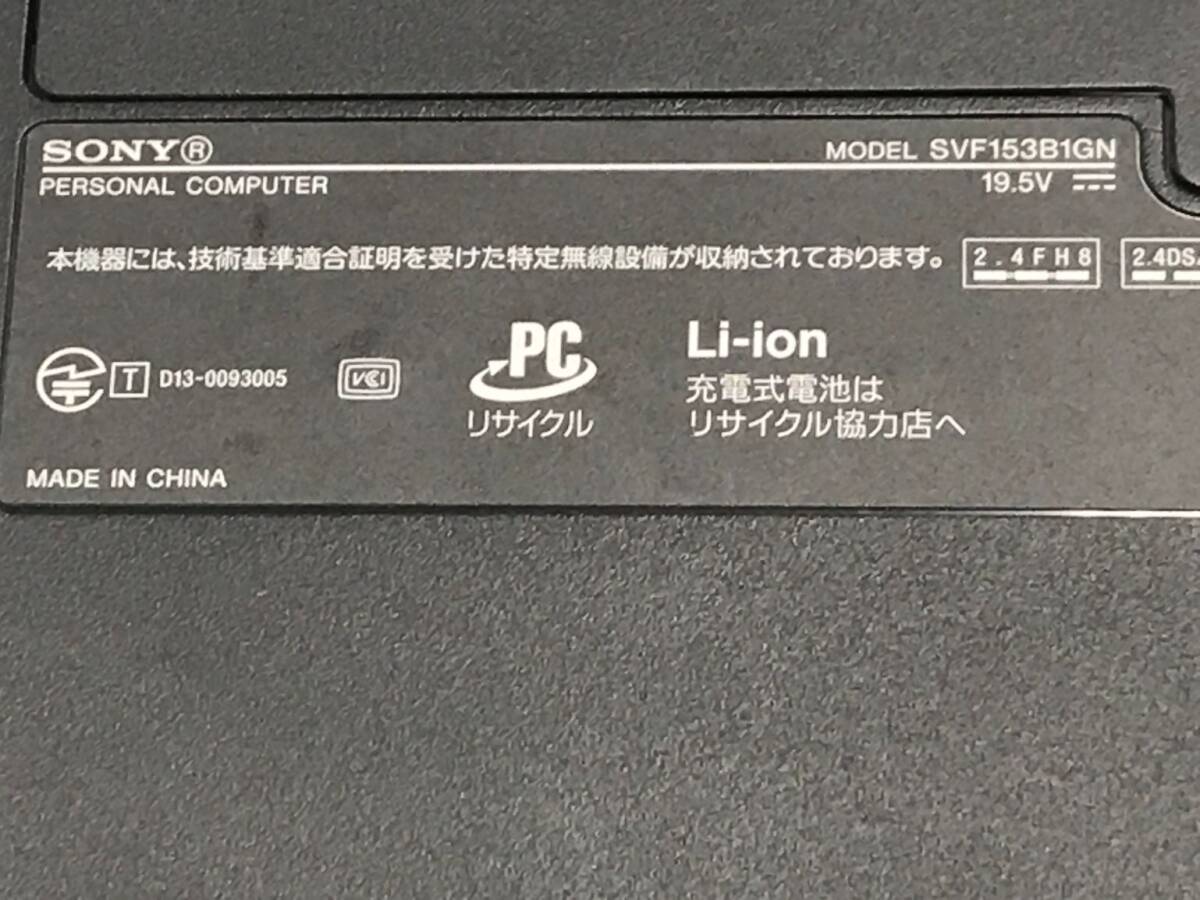 SONY®
MODEL SVF153B1GN
PERSONAL COMPUTER
19.5V
本機器には、技術基準適合証明を受けた特定無線設備が収納されております。
2.4FH8
T D13-0093005
VCI
PC
リサイクル
Li-ion
充電式電池は
リサイクル協力店へ
MADE IN CHINA